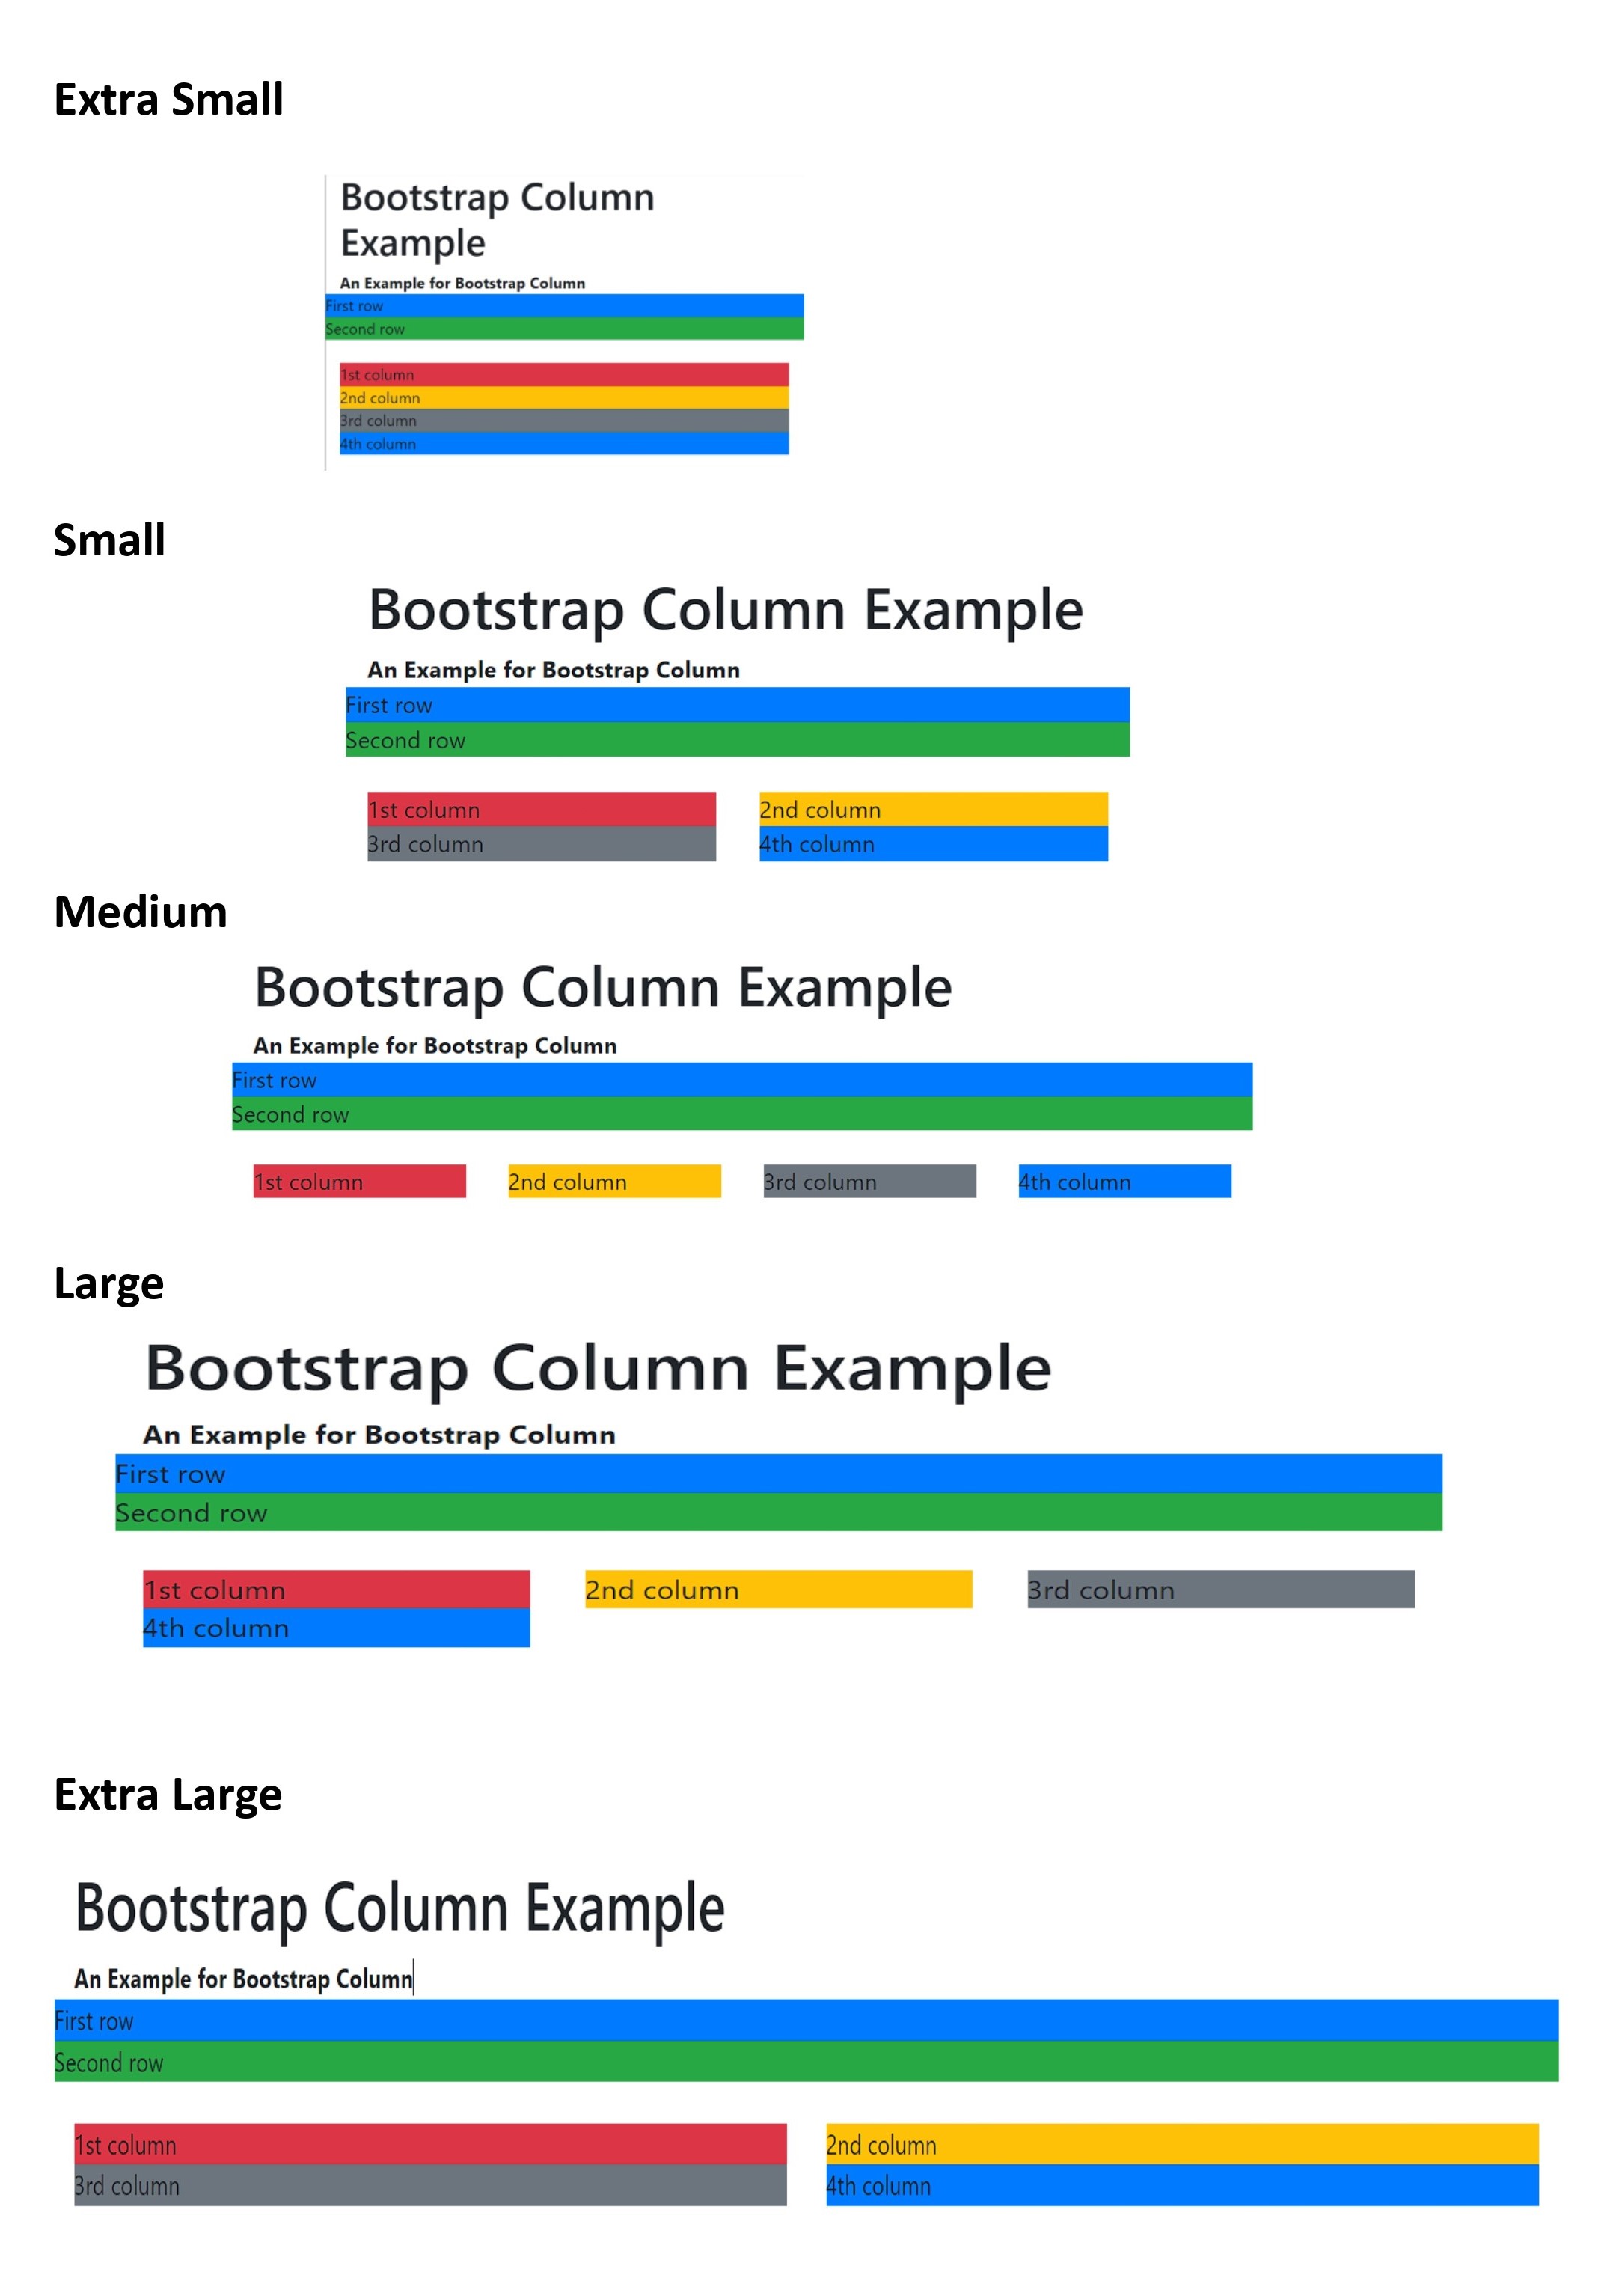 Extra Small
Bootstrap Column
Example
An Example for Bootstrap Column
First row
Second row
1st column
2nd column
3rd column
4th column
Small
Bootstrap Column Example
An Example for Bootstrap Column
First row
Second row
1st column 2nd column
3rd column 4th column
Medium
Bootstrap Column Example
An Example for Bootstrap Column
First row
Second row
1st column 2nd column 3rd column 4th column
Large
Bootstrap Column Example
An Example for Bootstrap Column
First row
Second row
1st column 2nd column 3rd column
4th column
Extra Large
Bootstrap Column Example
An Example for Bootstrap Column
First row
Second row
1st column 2nd column
3rd column 4th column